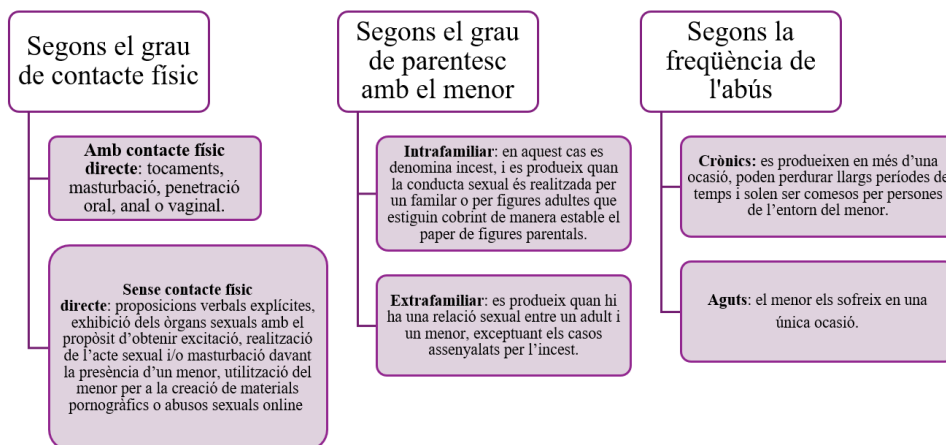 Segons el grau
de contacte físic
Amb contacte físic
directe: tocaments,
masturbació, penetració
oral, anal o vaginal.
Sense contacte físic
directe: proposicions verbals explícites,
exhibició dels òrgans sexuals amb el
propòsit d'obtenir excitació, realització
de l'acte sexual i/o masturbació davant
la presència d'un menor, utilització del
menor per a la creació de materials
pornogràfics o abusos sexuals online
Segons el grau
de parentesc
amb el menor
Intrafamiliar: en aquest cas es
denomina incest, i es produeix quan
la conducta sexual és realitzada per
un familar o per figures adultes que
estiguin cobrint de manera estable el
paper de figures parentals.
Extrafamiliar: es produeix quan hi
ha una relació sexual entre un adult i
un menor, exceptuant els casos
assenyalats per l'incest.
Segons la
freqüència de
l'abús
Crònics: es produeixen en més d'una
ocasió, poden perdurar llargs períodes de
temps i solen ser comesos per persones
de l'entorn del menor.
Aguts: el menor els sofreix en una
única ocasió.